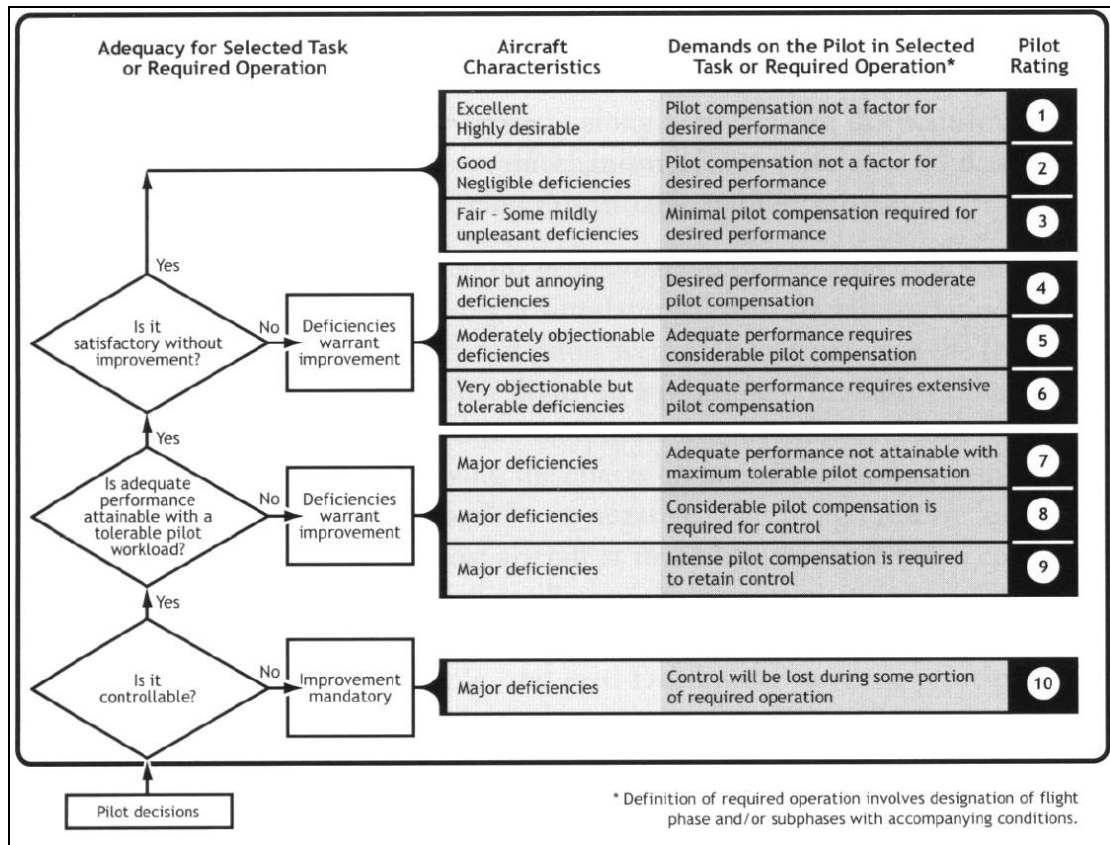 Adequacy for Selected Task
or Required Operation
Aircraft
Characteristics
Demands on the Pilot in Selected
Task or Required Operation*
Pilot
Rating
Excellent
Highly desirable
Pilot compensation not a factor for
desired performance
1
Good
Negligible deficiencies
Pilot compensation not a factor for
desired performance
2
Fair – Some mildly
unpleasant deficiencies
Minimal pilot compensation required for
desired performance
3
Yes
Is it
satisfactory without
improvement?
No
Deficiencies
warrant
improvement
Minor but annoying
deficiencies
Desired performance requires moderate
pilot compensation
4
Moderately objectionable
deficiencies
Adequate performance requires
considerable pilot compensation
5
Very objectionable but
tolerable deficiencies
Adequate performance requires extensive
pilot compensation
6
Yes
Is adequate
performance
attainable with a
tolerable pilot
workload?
No
Deficiencies
warrant
improvement
Major deficiencies
Adequate performance not attainable with
maximum tolerable pilot compensation
7
Major deficiencies
Considerable pilot compensation is
required for control
8
Major deficiencies
Intense pilot compensation is required
to retain control
9
Yes
Is it
controllable?
No
Improvement
mandatory
Major deficiencies
Control will be lost during some portion
of required operation
10
Pilot decisions
* Definition of required operation involves designation of flight
phase and/or subphases with accompanying conditions.